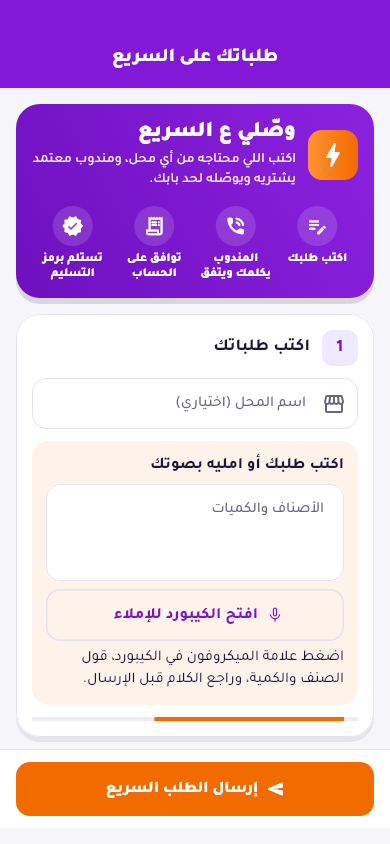 طلباتك على السريع
وصّلي ع السريع
اكتب اللي محتاجه من أي محل، ومندوب معتمد
يشتريه ويوصّله لحد بابك.
اكتب طلبك
المندوب
يكلمك ويتفق
توافق على
الحساب
تستلم برمز
التسليم
1
اكتب طلباتك
اسم المحل (اختياري)
اكتب طلبك أو امليه بصوتك
الأصناف والكميات
افتح الكيبورد للإملاء
اضغط علامة الميكروفون في الكيبورد، قول
الصنف والكمية، وراجع الكلام قبل الإرسال.
إرسال الطلب السريع